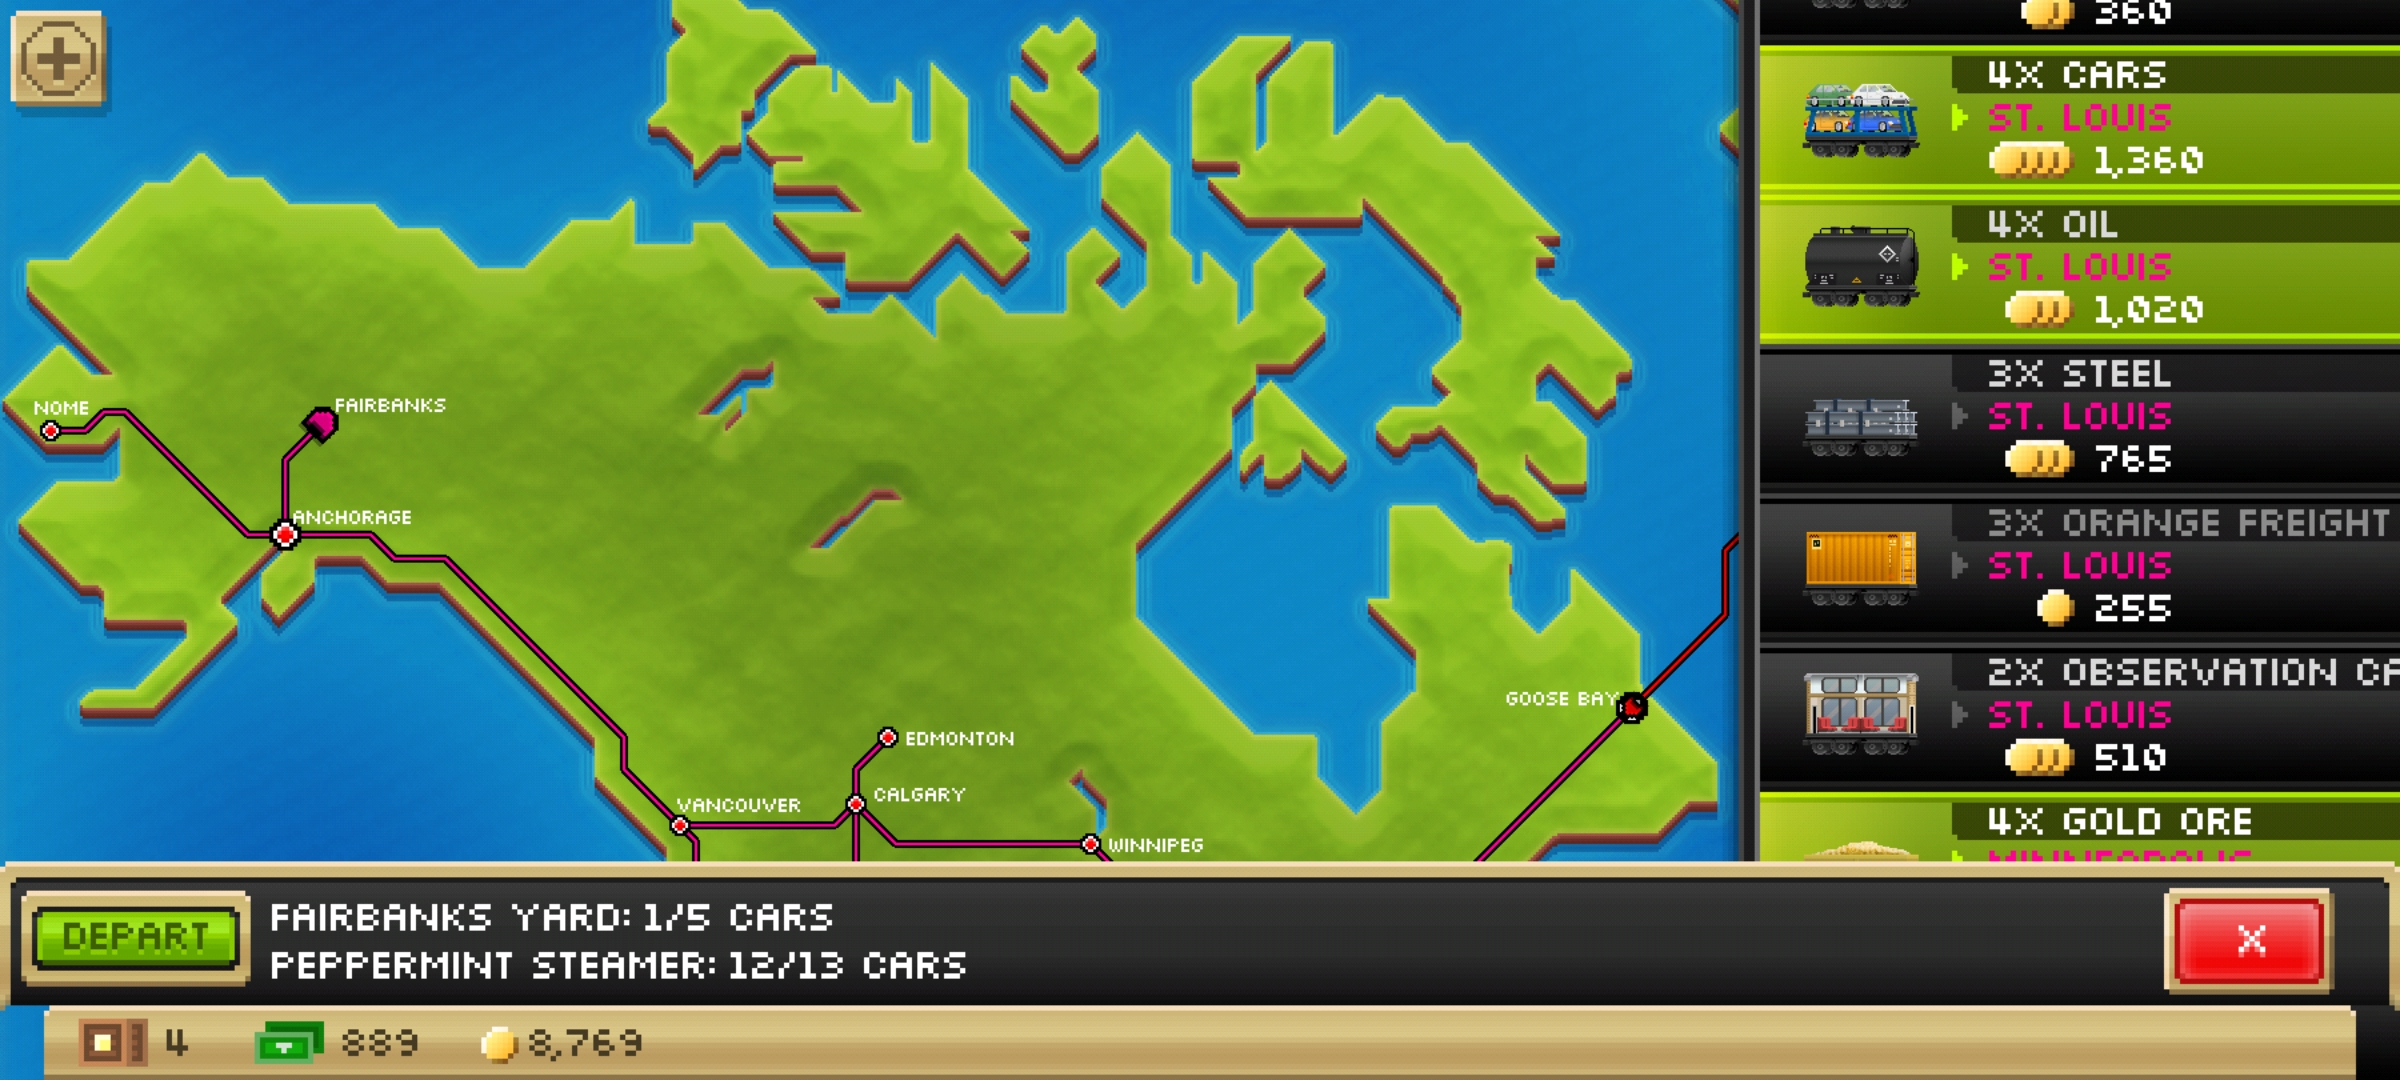 360
4X CARS
ST. LOUIS
1,360
4X OIL
ST. LOUIS
1,020
3X STEEL
ST. LOUIS
765
3X ORANGE FREIGHT
ST. LOUIS
255
2X OBSERVATION CA
ST. LOUIS
510
4X GOLD ORE
MINNEAPOLIS
NOME
FAIRBANKS
ANCHORAGE
GOOSE BAY
EDMONTON
CALGARY
VANCOUVER
WINNIPEG
DEPART
FAIRBANKS YARD: 1/5 CARS
PEPPERMINT STEAMER: 12/13 CARS
X
4
889
8,769